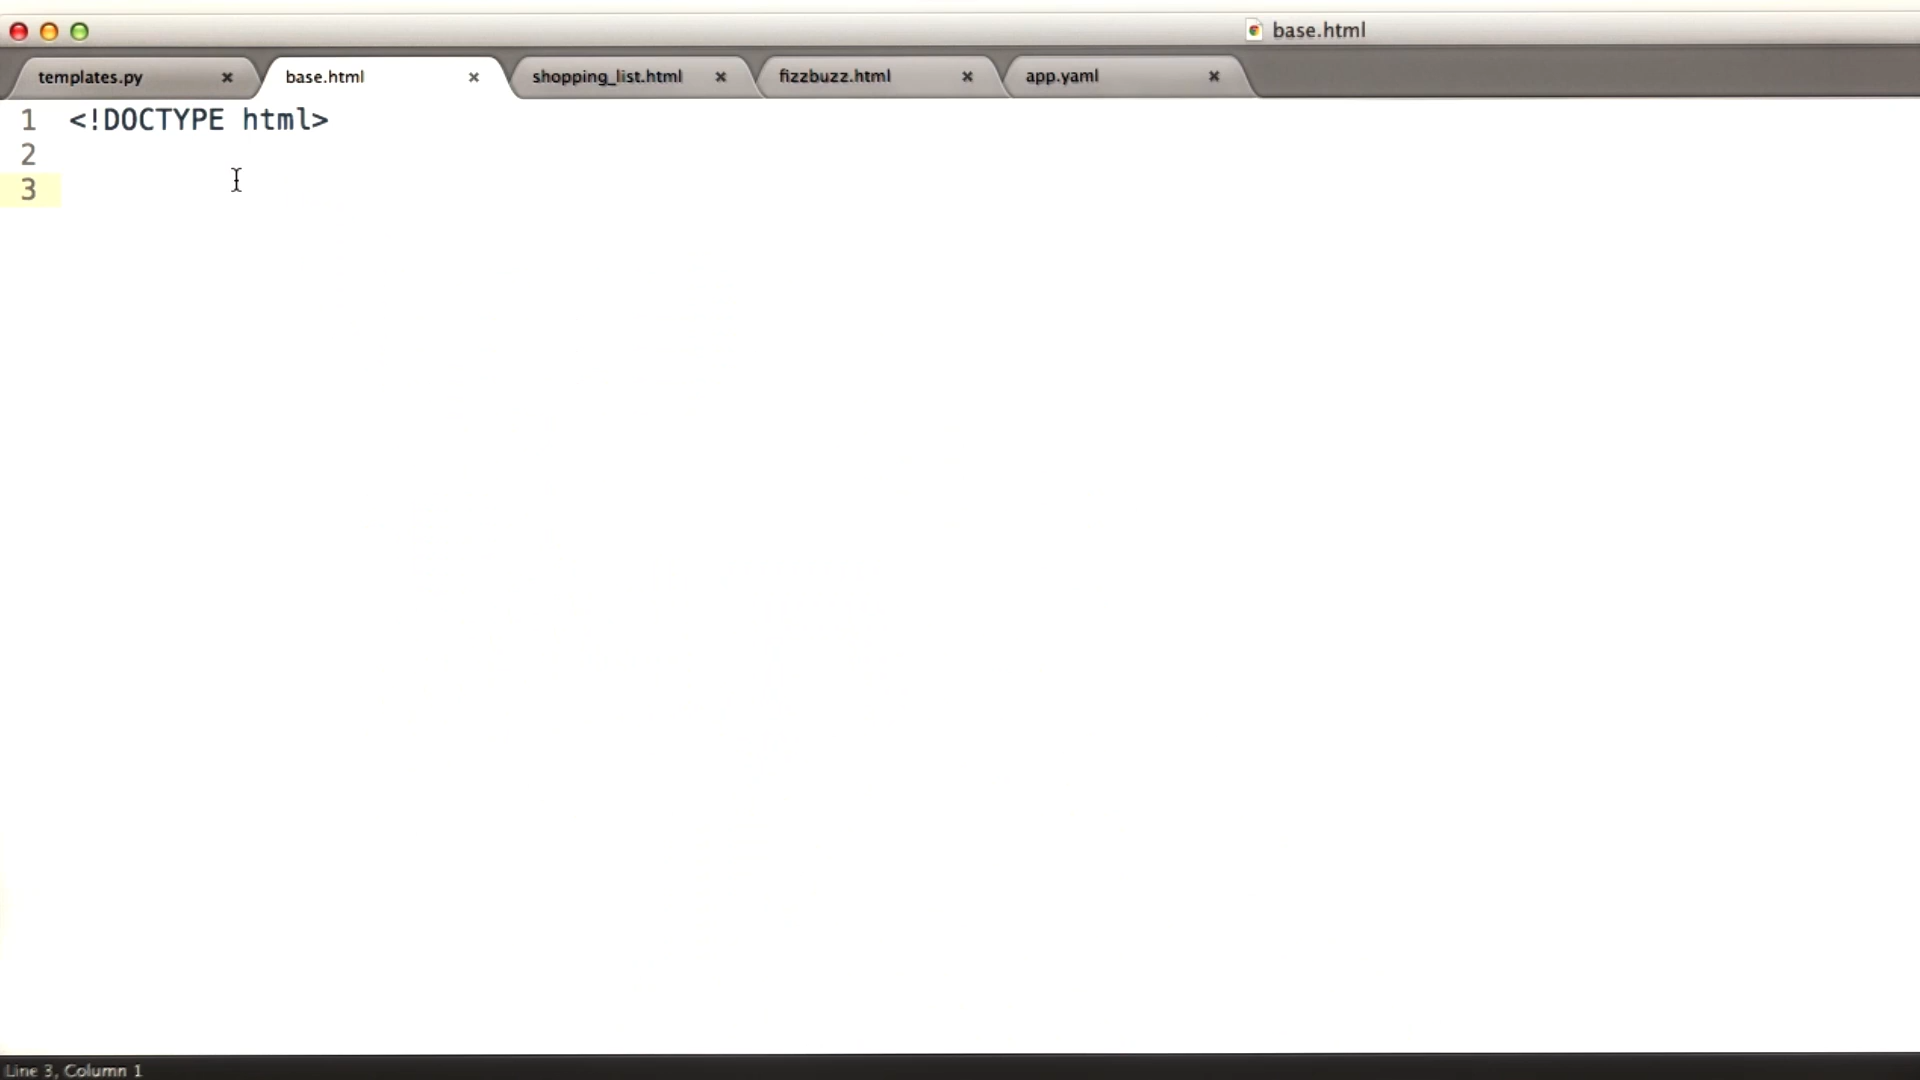 base.html
templates.py × base.html × shopping_list.html × fizzbuzz.html × app.yaml ×
1 <!DOCTYPE html>
2
3
Line 3, Column 1